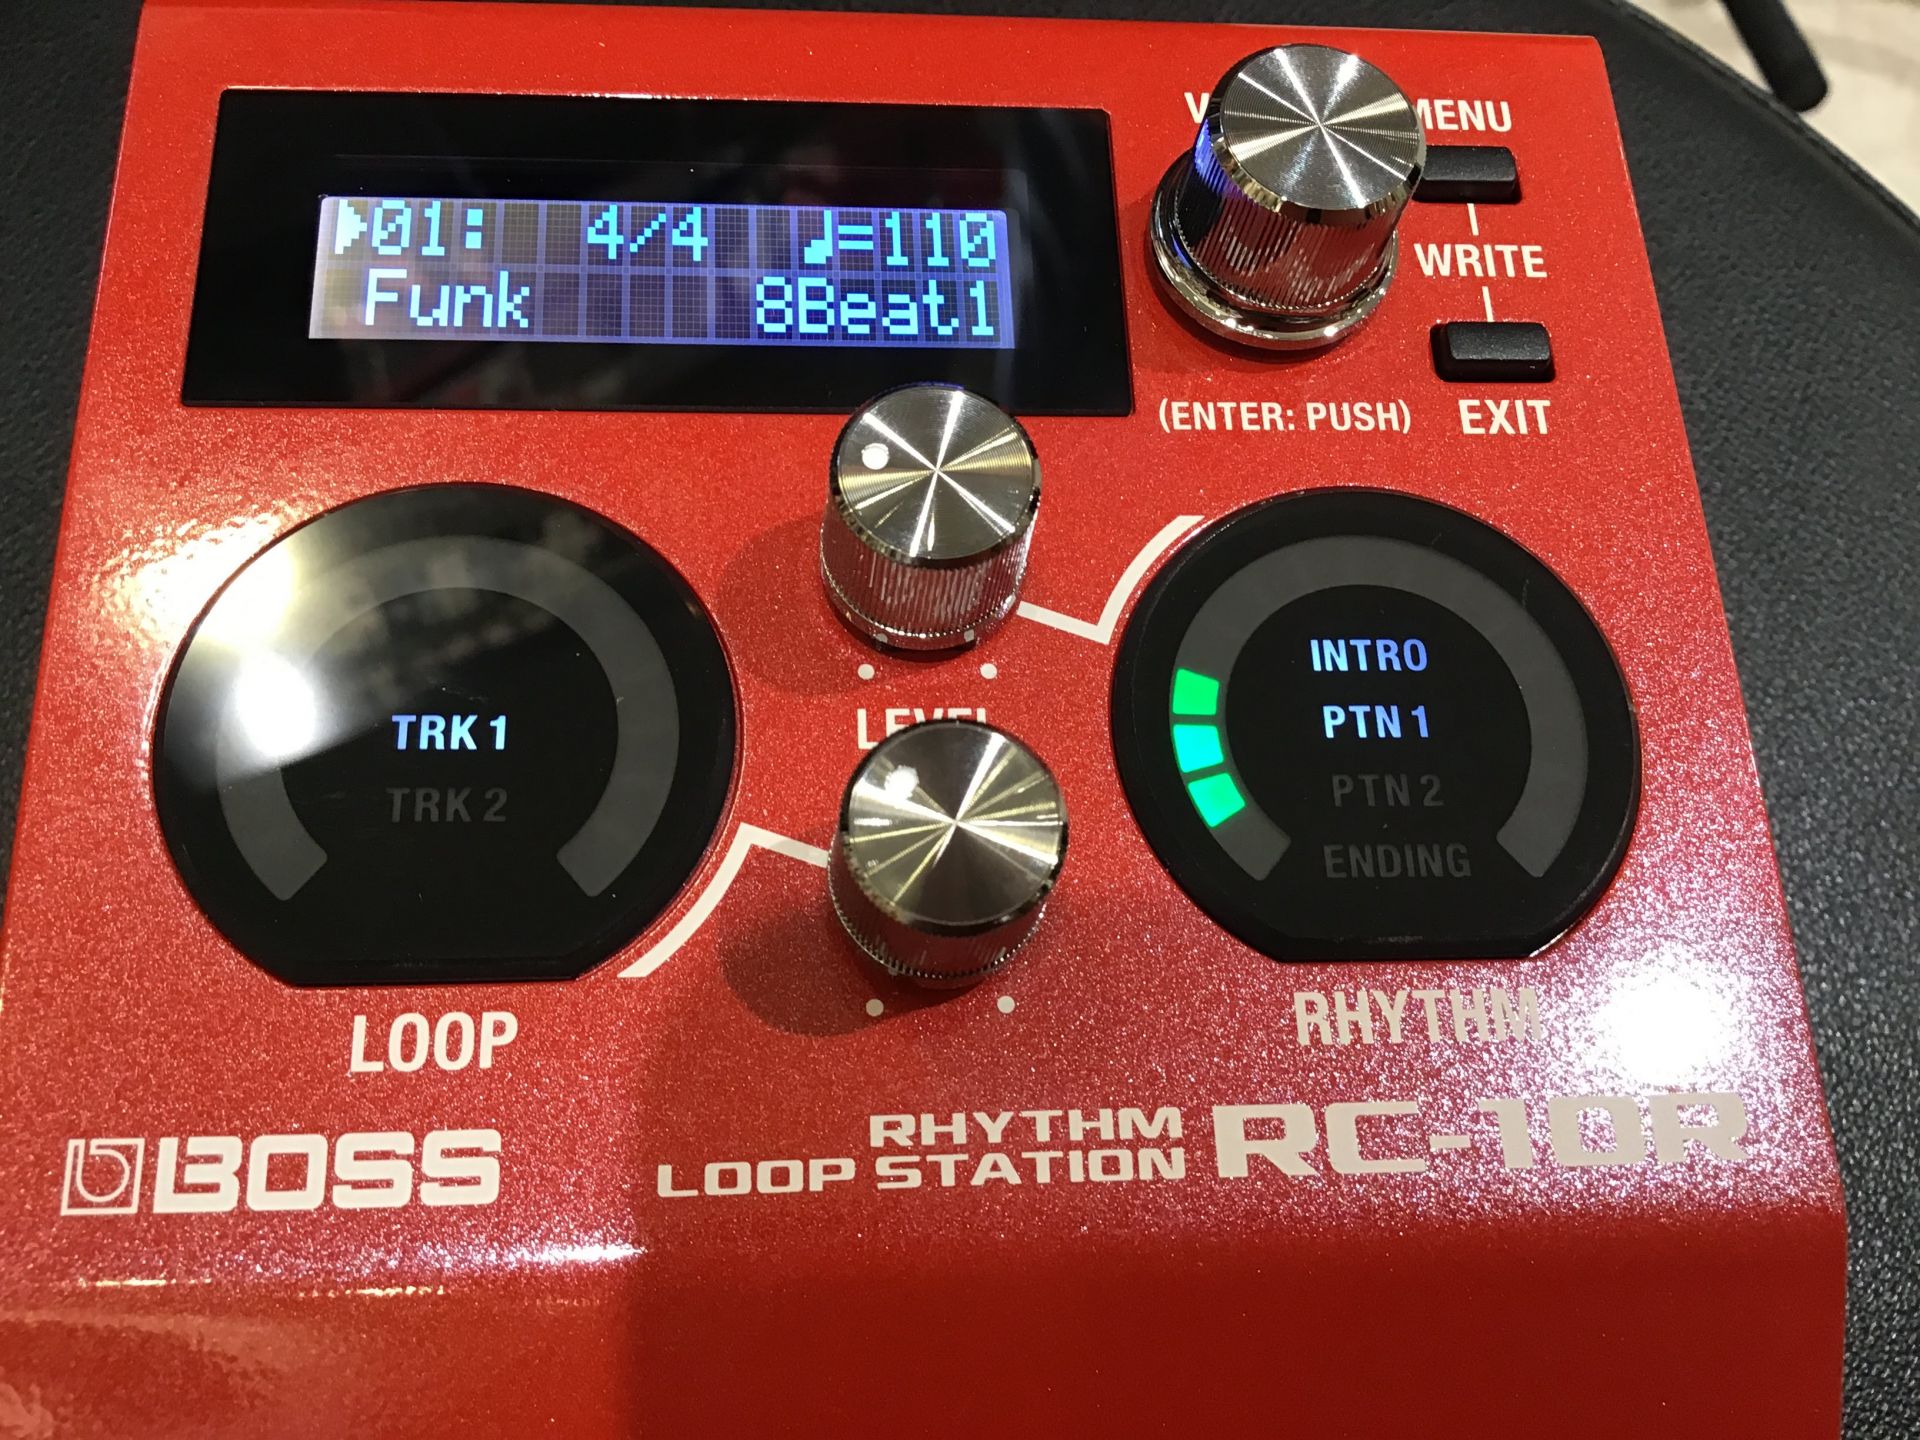 ▶01: 4/4 ♩=110
Funk 8Beat1
MENU
WRITE
(ENTER: PUSH)
EXIT
LEVEL
TRK 1
TRK 2
INTRO
PTN 1
PTN 2
ENDING
LOOP
RHYTHM
BOSS
RHYTHM
LOOP STATION RC-10R